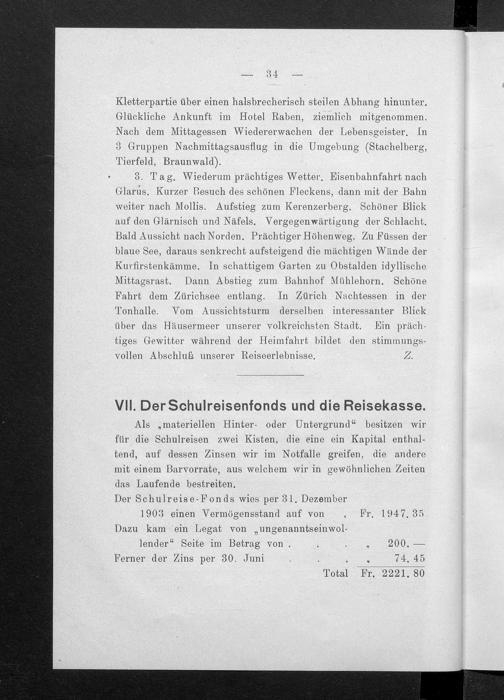 — 34 —
Kletterpartie über einen halsbrecherisch steilen Abhang hinunter.
Glückliche Ankunft im Hotel Raben, ziemlich mitgenommen.
Nach dem Mittagessen Wiedererwachen der Lebensgeister. In
3 Gruppen Nachmittagsausflug in die Umgebung (Stachelberg,
Tierfeld, Braunwald).
3. Tag. Wiederum prächtiges Wetter. Eisenbahnfahrt nach
Glarus. Kurzer Besuch des schönen Fleckens, dann mit der Bahn
weiter nach Mollis. Aufstieg zum Kerenzerberg. Schöner Blick
auf den Glärnisch und Näfels. Vergegenwärtigung der Schlacht.
Bald Aussicht nach Norden. Prächtiger Höhenweg. Zu Füssen der
blaue See, daraus senkrecht aufsteigend die mächtigen Wände der
Kurfirstenkämme. In schattigem Garten zu Obstalden idyllische
Mittagsrast. Dann Abstieg zum Bahnhof Mühlehorn. Schöne
Fahrt dem Zürichsee entlang. In Zürich Nachtessen in der
Tonhalle. Vom Aussichtsturm derselben interessanter Blick
über das Häusermeer unserer volkreichsten Stadt. Ein präch-
tiges Gewitter während der Heimfahrt bildet den stimmungs-
vollen Abschluß unserer Reiseerlebnisse. Z.
VII. Der Schulreisenfonds und die Reisekasse.
Als „materiellen Hinter- oder Untergrund“ besitzen wir
für die Schulreisen zwei Kisten, die eine ein Kapital enthal-
tend, auf dessen Zinsen wir im Notfalle greifen, die andere
mit einem Barvorrate, aus welchem wir in gewöhnlichen Zeiten
das Laufende bestreiten.
Der Schulreise-Fonds wies per 31. Dezember
1903 einen Vermögensstand auf von . Fr. 1947. 35
Dazu kam ein Legat von „ungenanntseinwol-
lender“ Seite im Betrag von . . . „ 200. —
Ferner der Zins per 30. Juni . . . „ 74. 45
Total Fr. 2221. 80